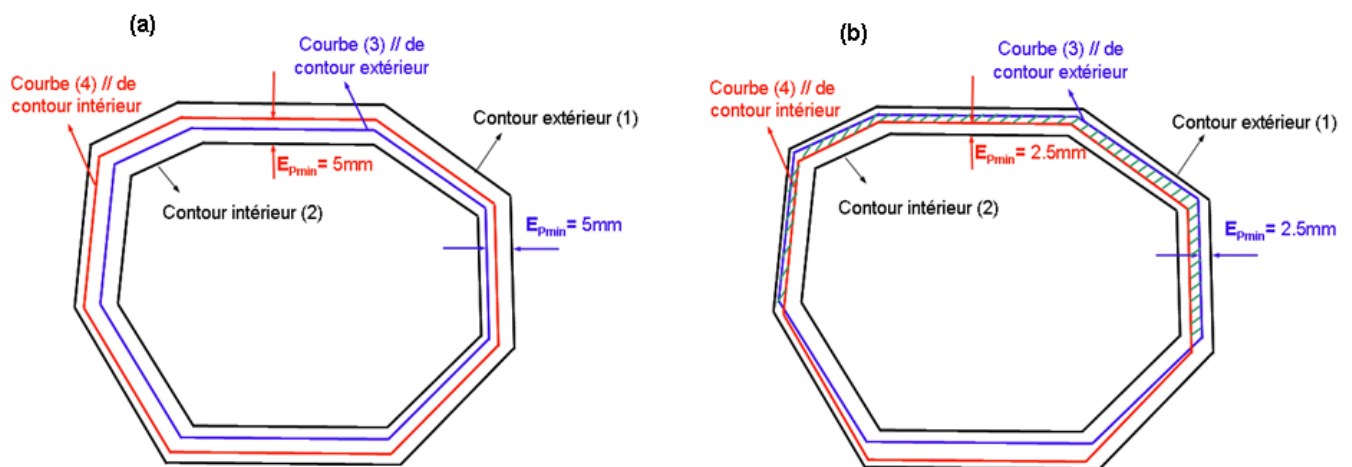 (a)
Courbe (3) // de
contour extérieur
Courbe (4) // de
contour intérieur
Contour extérieur (1)
EPmin= 5mm
Contour intérieur (2)
EPmin= 5mm
(b)
Courbe (3) // de
contour extérieur
Courbe (4) // de
contour intérieur
Contour extérieur (1)
EPmin= 2.5mm
Contour intérieur (2)
EPmin= 2.5mm